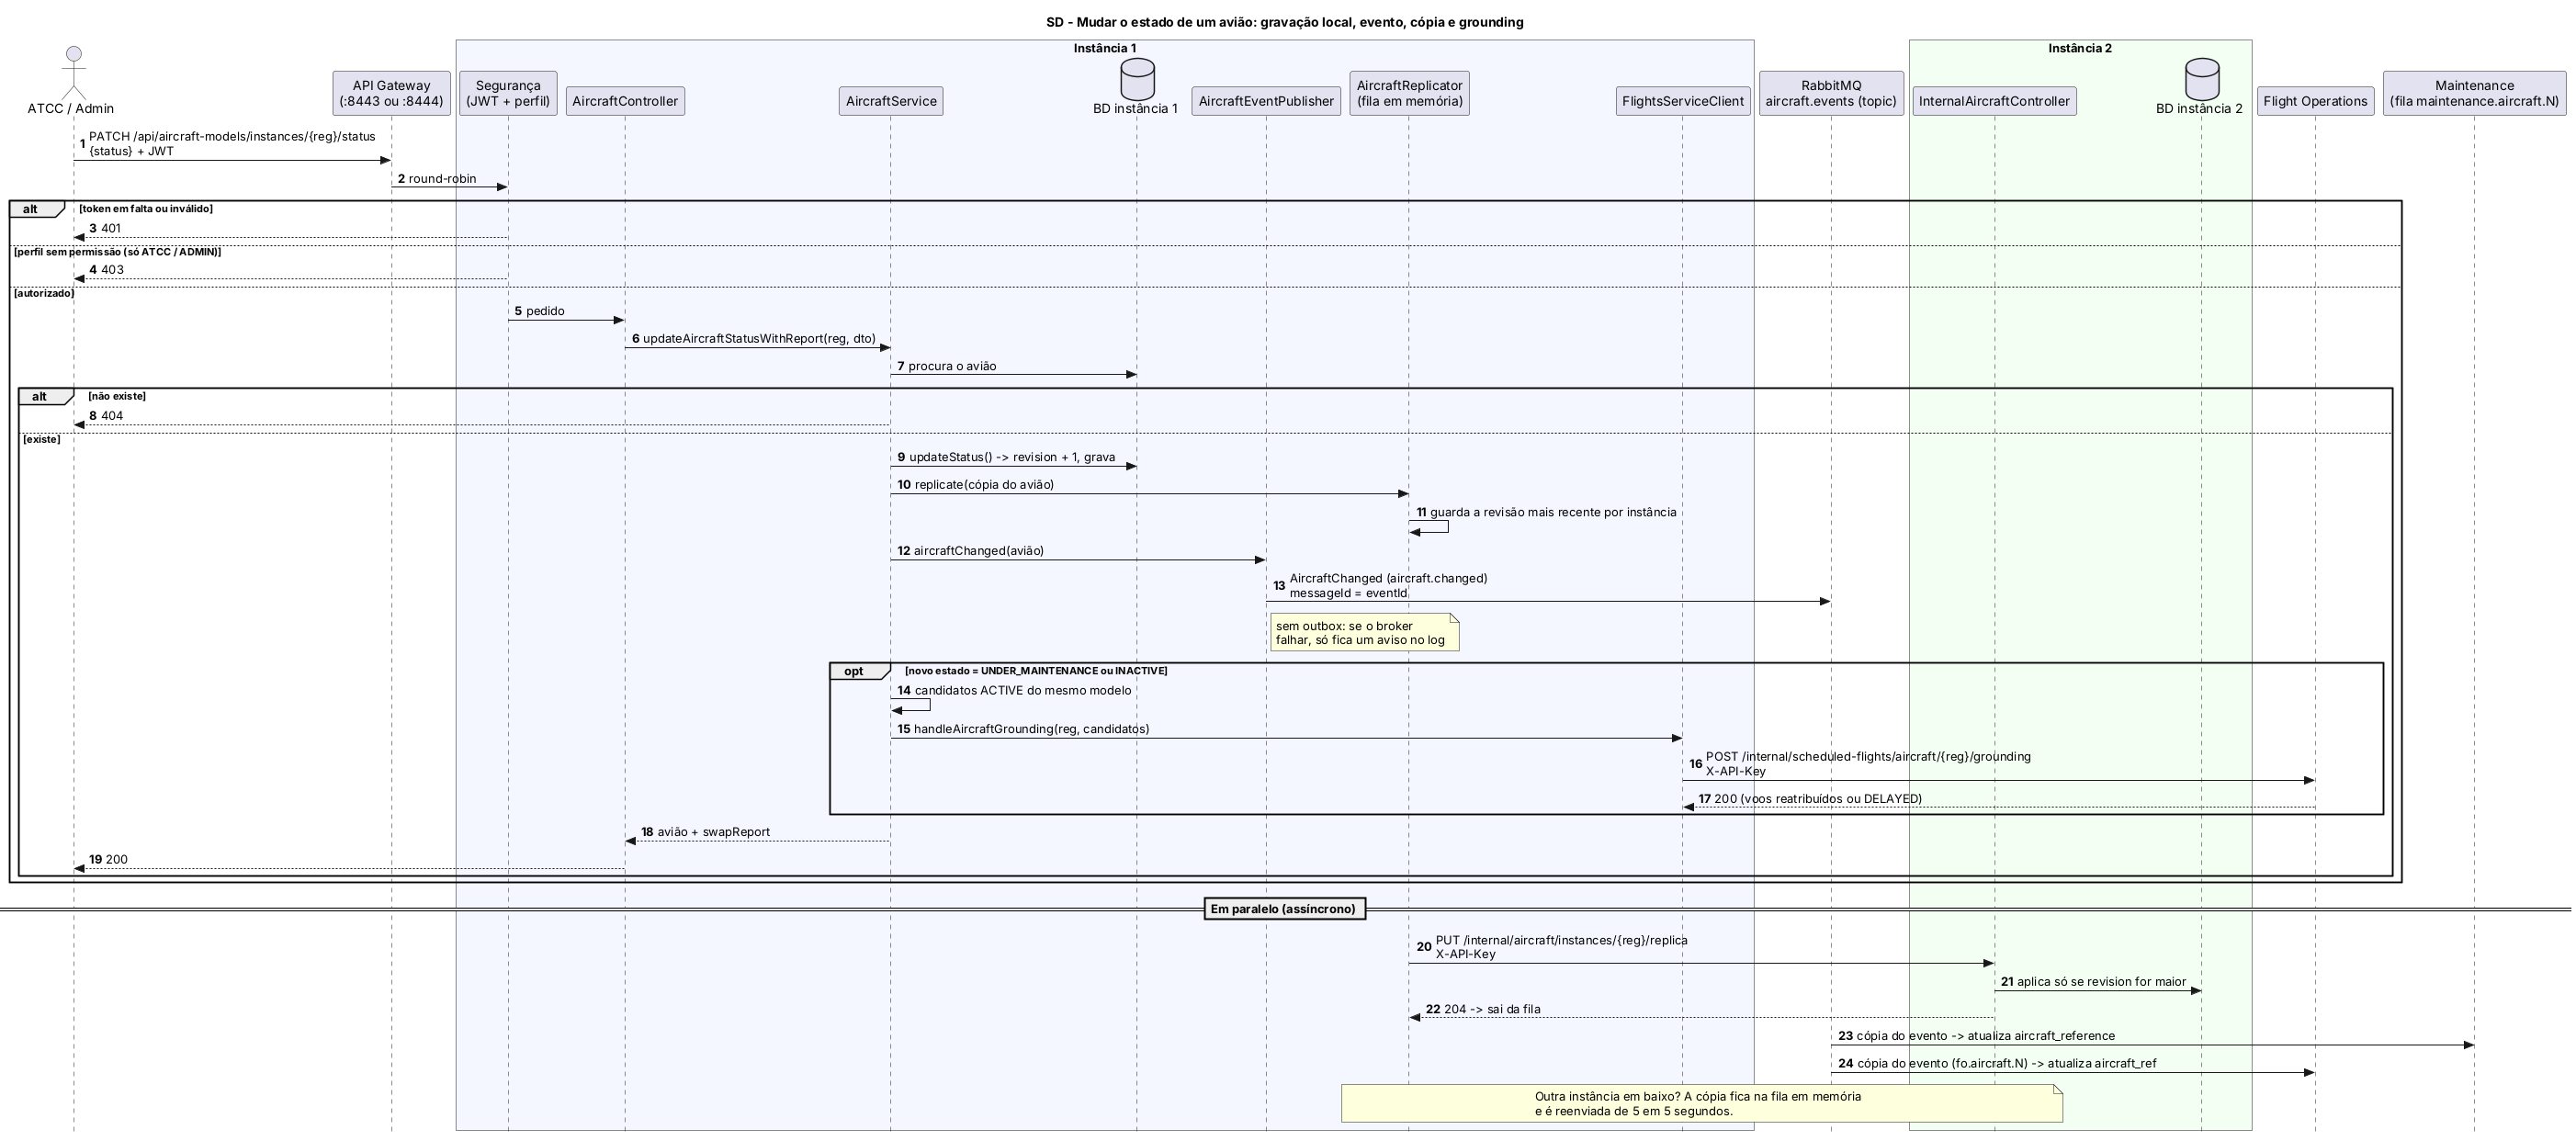 SD - Mudar o estado de um avião: gravação local, evento, cópia e grounding
Instância 1
Instância 2
ATCC / Admin
API Gateway
(:8443 ou :8444)
Segurança
(JWT + perfil)
AircraftController
AircraftService
BD instância 1
AircraftEventPublisher
AircraftReplicator
(fila em memória)
FlightsServiceClient
RabbitMQ
aircraft.events (topic)
InternalAircraftController
BD instância 2
Flight Operations
Maintenance
(fila maintenance.aircraft.N)
1 PATCH /api/aircraft-models/instances/{reg}/status
{status} + JWT
2 round-robin
alt [token em falta ou inválido]
3 401
[perfil sem permissão (só ATCC / ADMIN)]
4 403
[autorizado]
5 pedido
6 updateAircraftStatusWithReport(reg, dto)
7 procura o avião
alt [não existe]
8 404
[existe]
9 updateStatus() -> revision + 1, grava
10 replicate(cópia do avião)
11 guarda a revisão mais recente por instância
12 aircraftChanged(avião)
13 AircraftChanged (aircraft.changed)
messageId = eventId
sem outbox: se o broker
falhar, só fica um aviso no log
opt [novo estado = UNDER_MAINTENANCE ou INACTIVE]
14 candidatos ACTIVE do mesmo modelo
15 handleAircraftGrounding(reg, candidatos)
16 POST /internal/scheduled-flights/aircraft/{reg}/grounding
X-API-Key
17 200 (voos reatribuídos ou DELAYED)
18 avião + swapReport
19 200
Em paralelo (assíncrono)
20 PUT /internal/aircraft/instances/{reg}/replica
X-API-Key
21 aplica só se revision for maior
22 204 -> sai da fila
23 cópia do evento -> atualiza aircraft_reference
24 cópia do evento (fo.aircraft.N) -> atualiza aircraft_ref
Outra instância em baixo? A cópia fica na fila em memória
e é reenviada de 5 em 5 segundos.